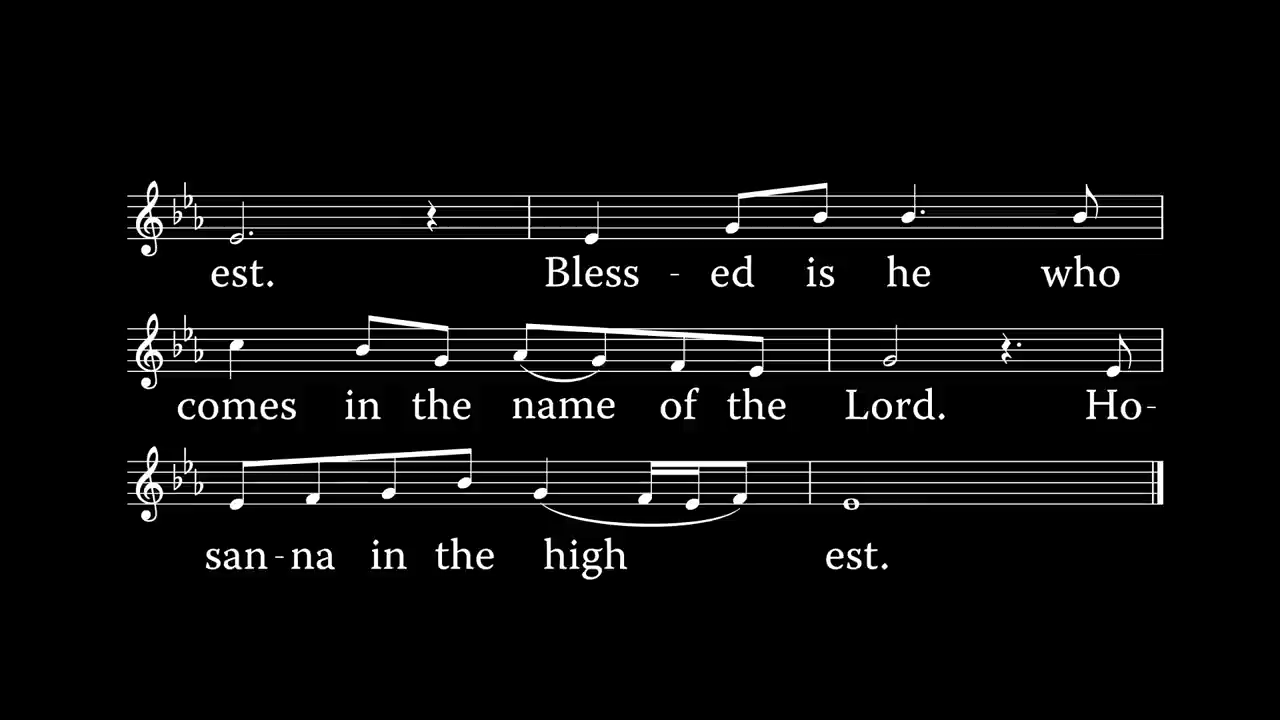 est. Bless - ed is he who
comes in the name of the Lord. Ho-
san-na in the high est.